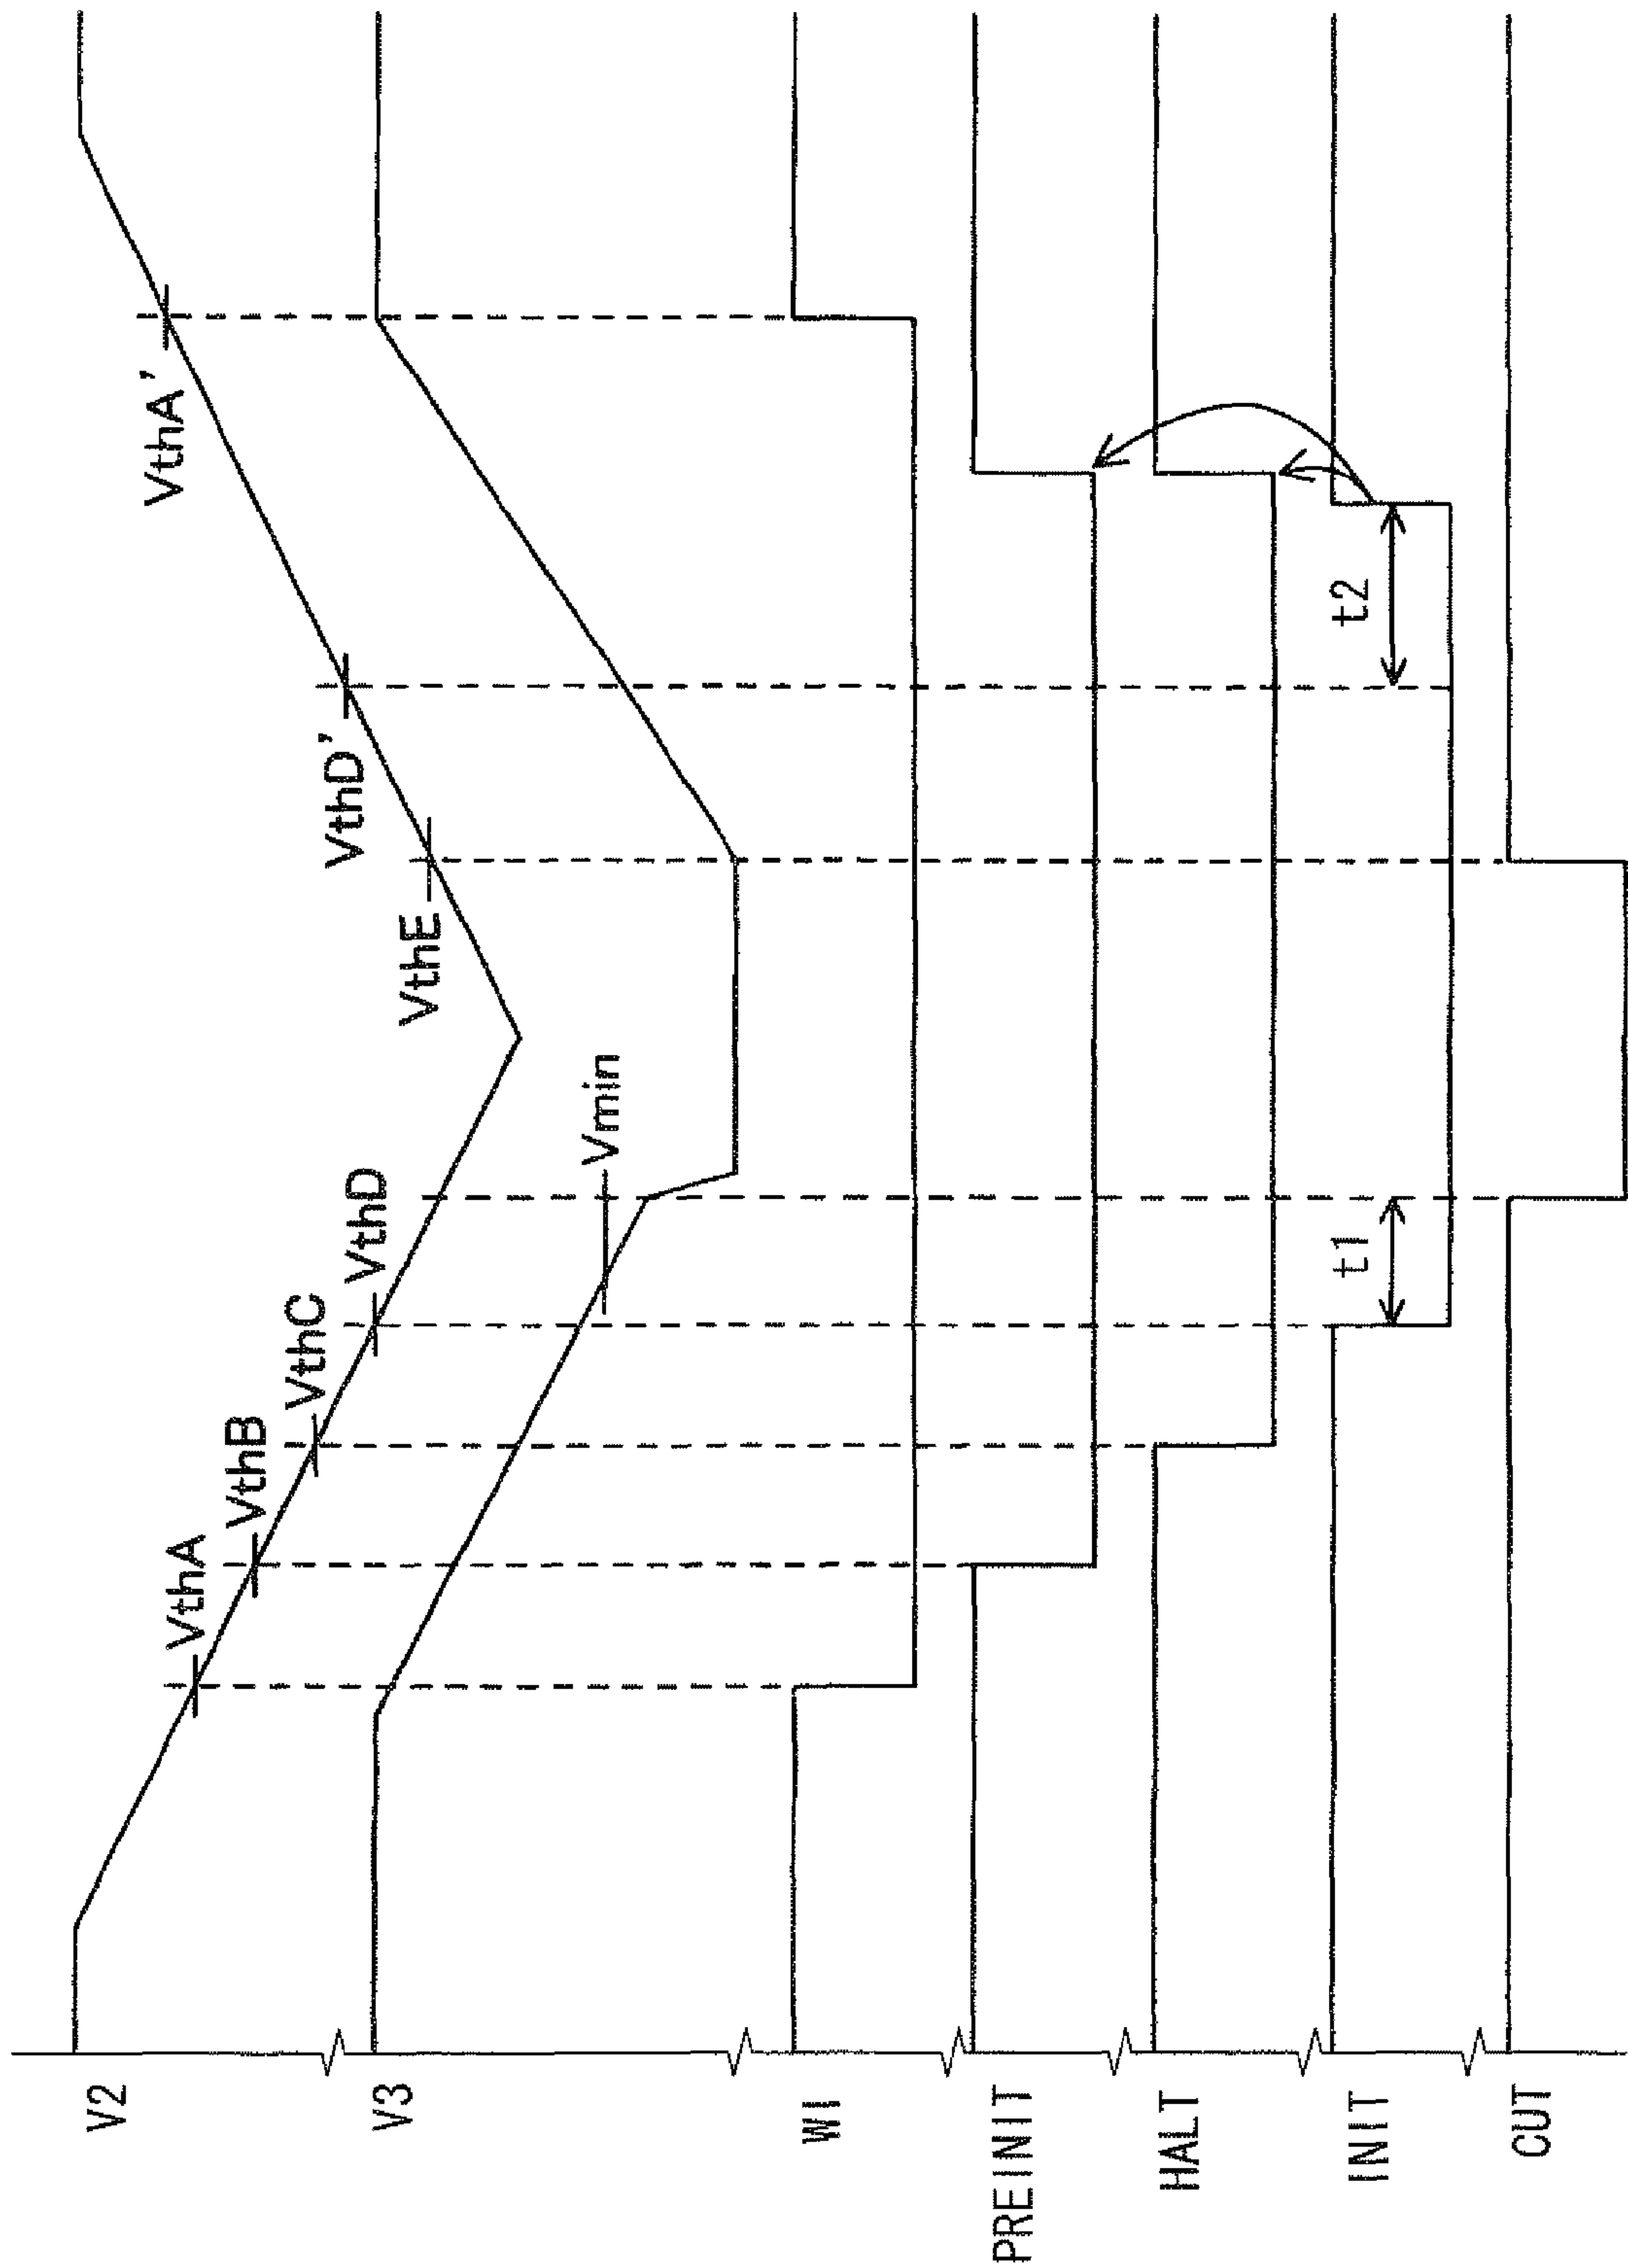 V2
VthA
VthB
VthC
VthD
VthE
VthD'
VthA'
V3
Vmin
WI
PREINIT
HALT
INIT
t1
t2
CUT